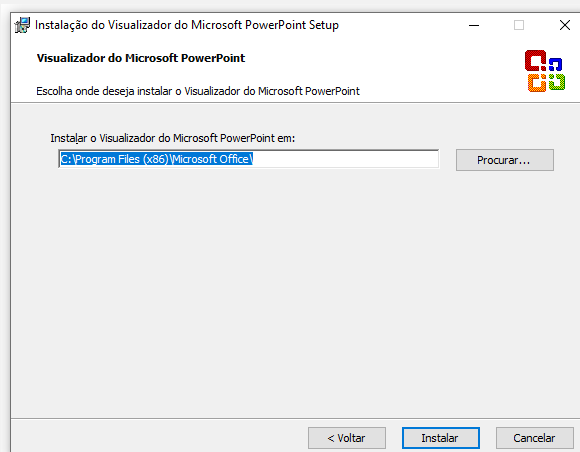 Instalação do Visualizador do Microsoft PowerPoint Setup
Visualizador do Microsoft PowerPoint
Escolha onde deseja instalar o Visualizador do Microsoft PowerPoint
Instalar o Visualizador do Microsoft PowerPoint em:
C:\Program Files (x86)\Microsoft Office\
Procurar...
< Voltar
Instalar
Cancelar